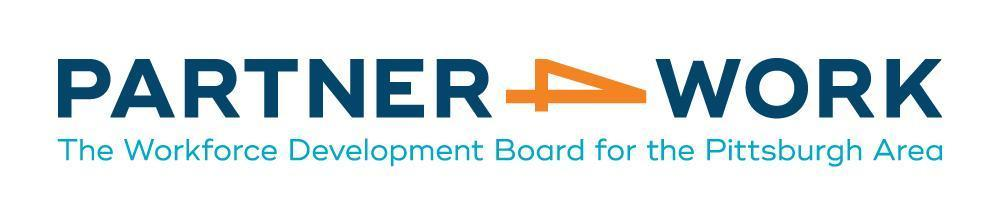 PARTNER4WORK
The Workforce Development Board for the Pittsburgh Area